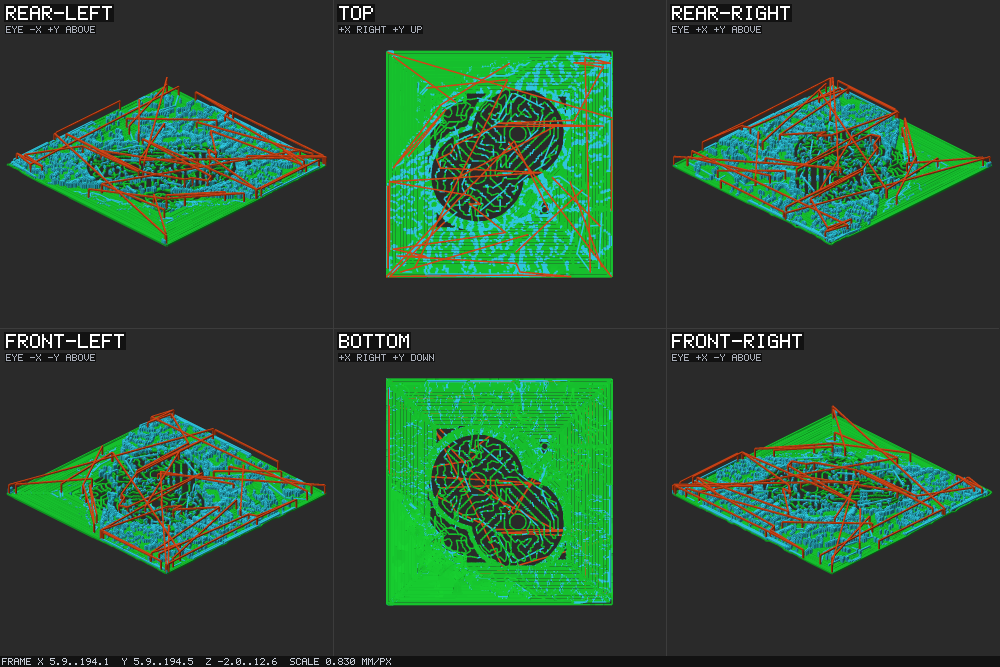 REAR-LEFT
EYE -X +Y ABOVE
TOP
+X RIGHT +Y UP
REAR-RIGHT
EYE +X +Y ABOVE
FRONT-LEFT
EYE -X -Y ABOVE
BOTTOM
+X RIGHT +Y DOWN
FRONT-RIGHT
EYE +X -Y ABOVE
FRAME X 5.9..194.1 Y 5.9..194.5 Z -2.0..12.6 SCALE 0.830 MM/PX